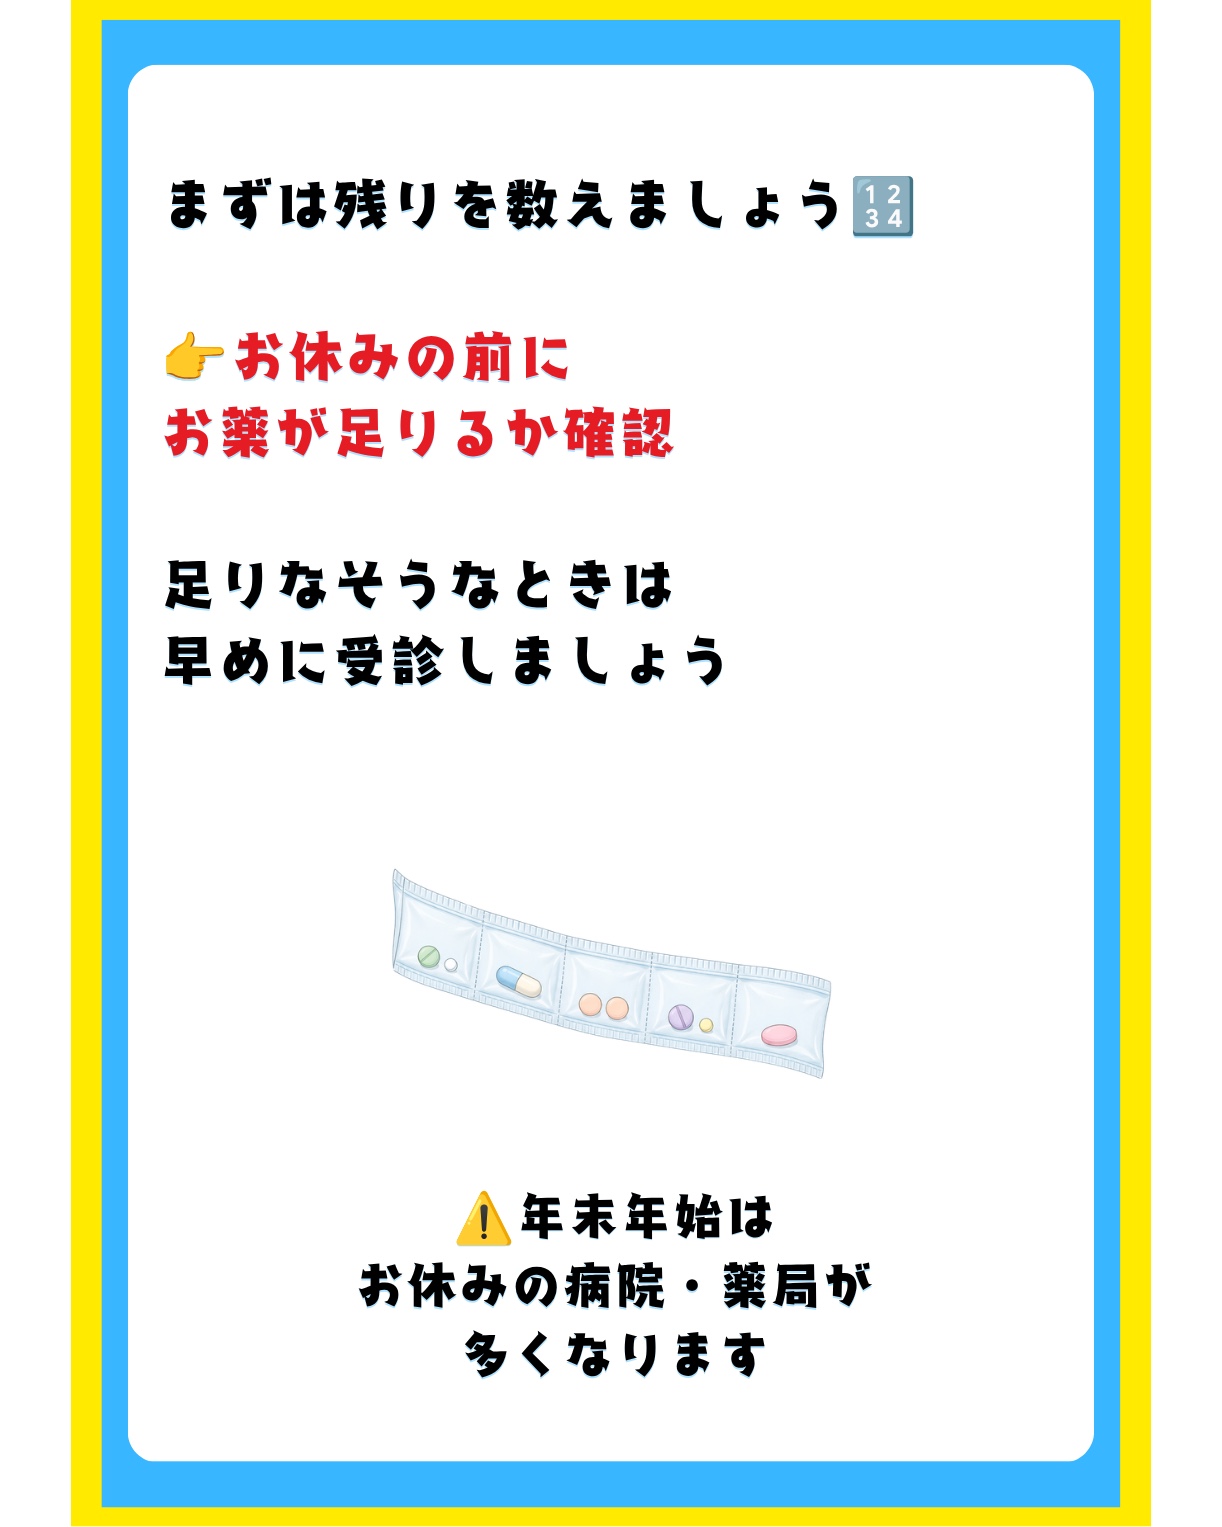 まずは残りを数えましょう🔢
👉お休みの前に
お薬が足りるか確認
足りなそうなときは
早めに受診しましょう
⚠️年末年始は
お休みの病院・薬局が
多くなります